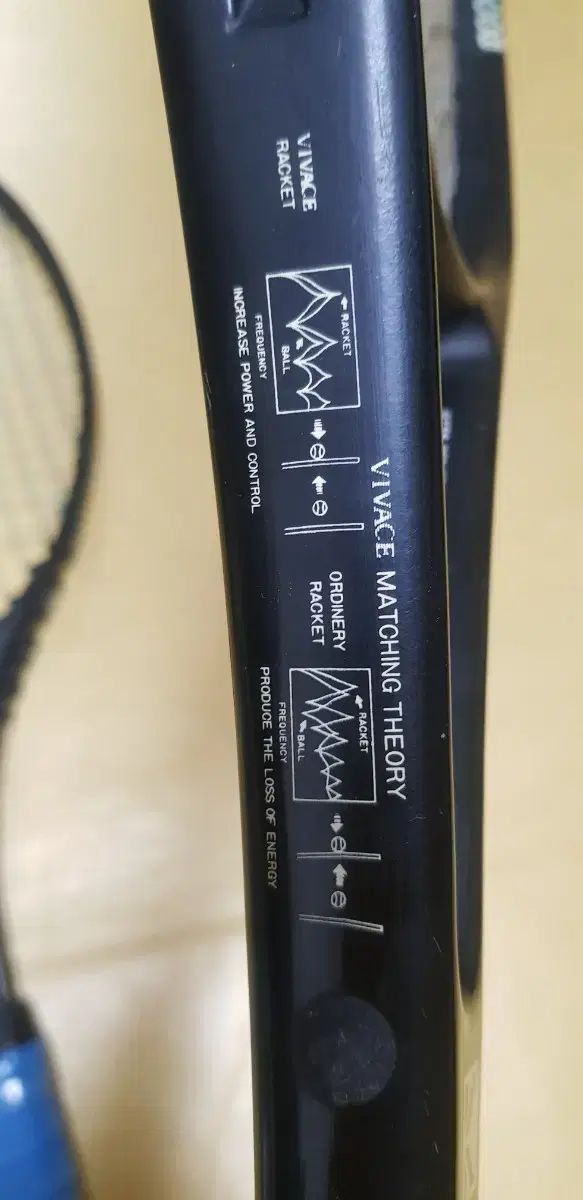 VIVACE MATCHING THEORY
VIVACE
RACKET
RACKET
BALL
FREQUENCY
INCREASE POWER AND CONTROL
ORDINERY
RACKET
RACKET
BALL
FREQUENCY
PRODUCE THE LOSS OF ENERGY